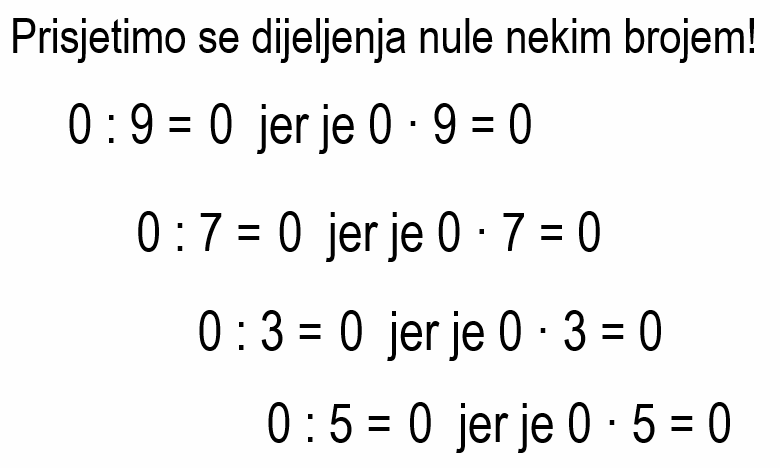 Prisjetimo se dijeljenja nule nekim brojem!
0 : 9 = 0 jer je 0 · 9 = 0
0 : 7 = 0 jer je 0 · 7 = 0
0 : 3 = 0 jer je 0 · 3 = 0
0 : 5 = 0 jer je 0 · 5 = 0